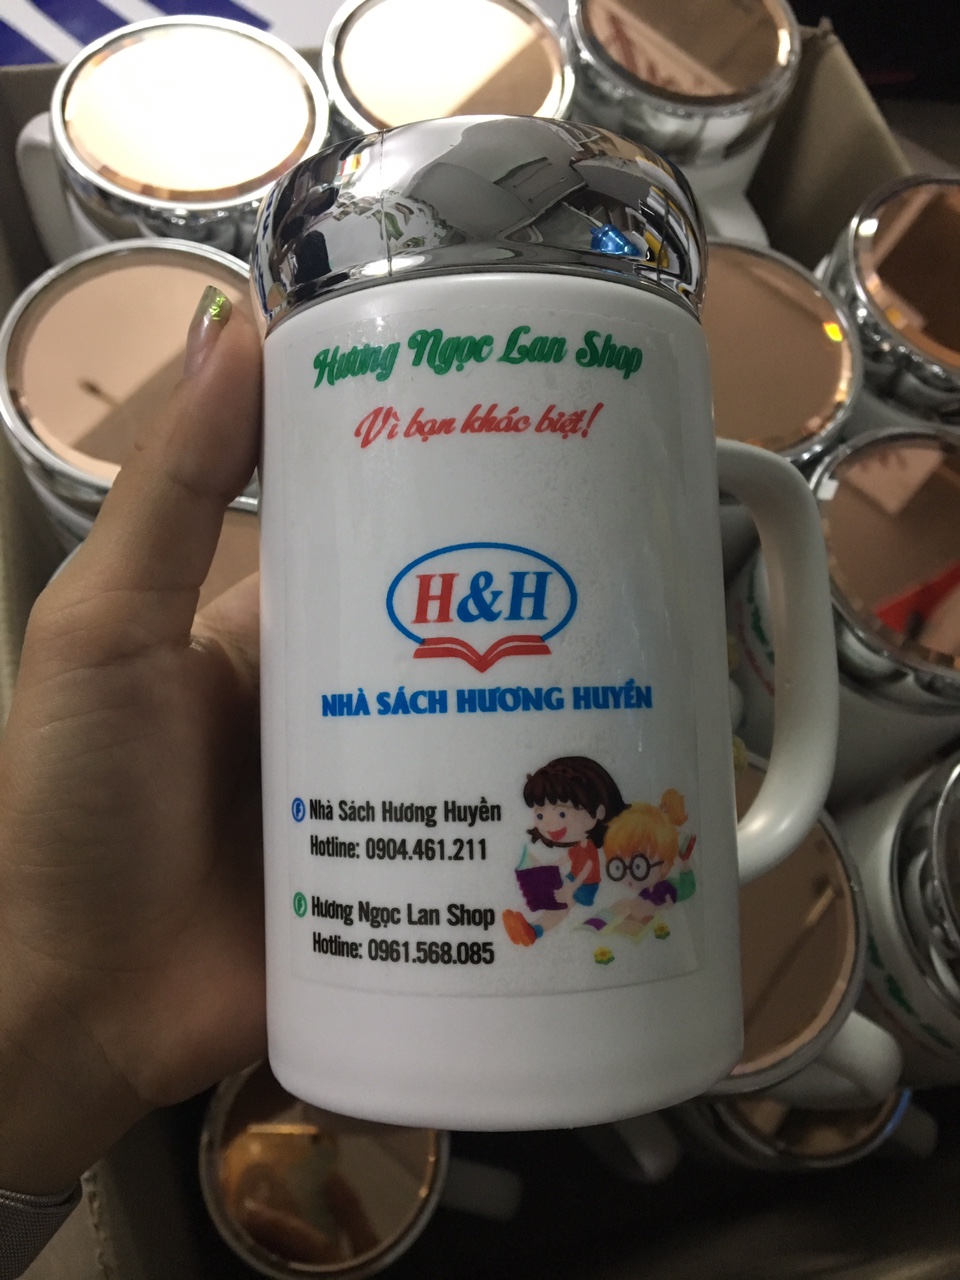 Hương Ngọc Lan Shop
Vì bạn khác biệt!
H&H
NHÀ SÁCH HƯƠNG HUYỀN
Nhà Sách Hương Huyền
Hotline: 0904.461.211
Hương Ngọc Lan Shop
Hotline: 0961.568.085